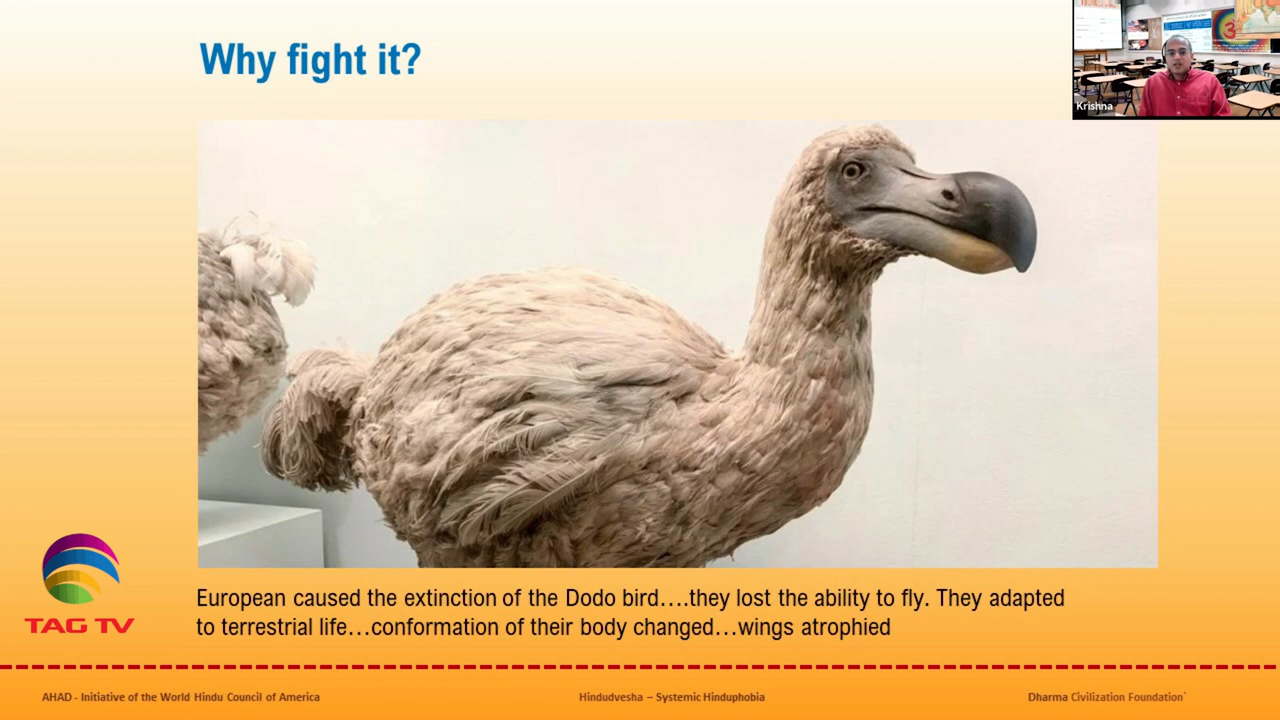 Why fight it?
Krishna
European caused the extinction of the Dodo bird….they lost the ability to fly. They adapted
to terrestrial life…conformation of their body changed…wings atrophied
TAG TV
AHAD - Initiative of the World Hindu Council of America
Hindudvesha – Systemic Hinduphobia
Dharma Civilization Foundation`